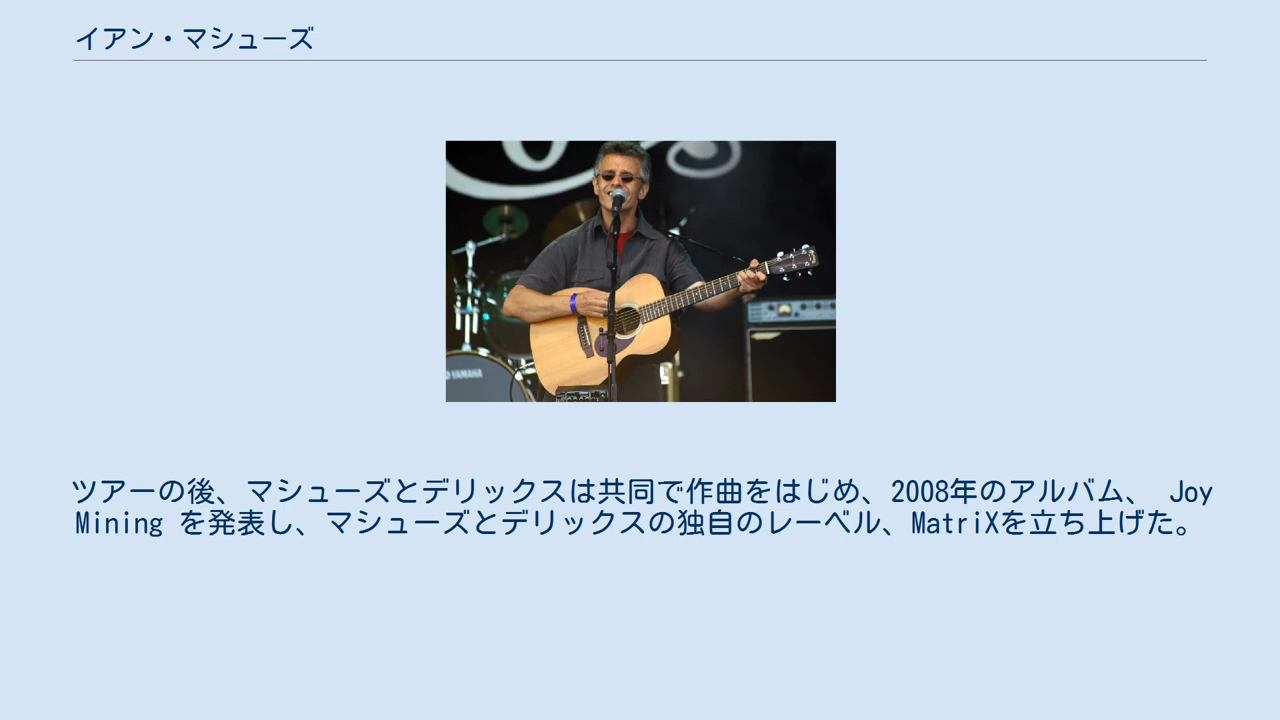 イアン・マシューズ
YAMAHA
ツアーの後、マシューズとデリックスは共同で作曲をはじめ、2008年のアルバム、 Joy
Mining を発表し、マシューズとデリックスの独自のレーベル、MatriXを立ち上げた。